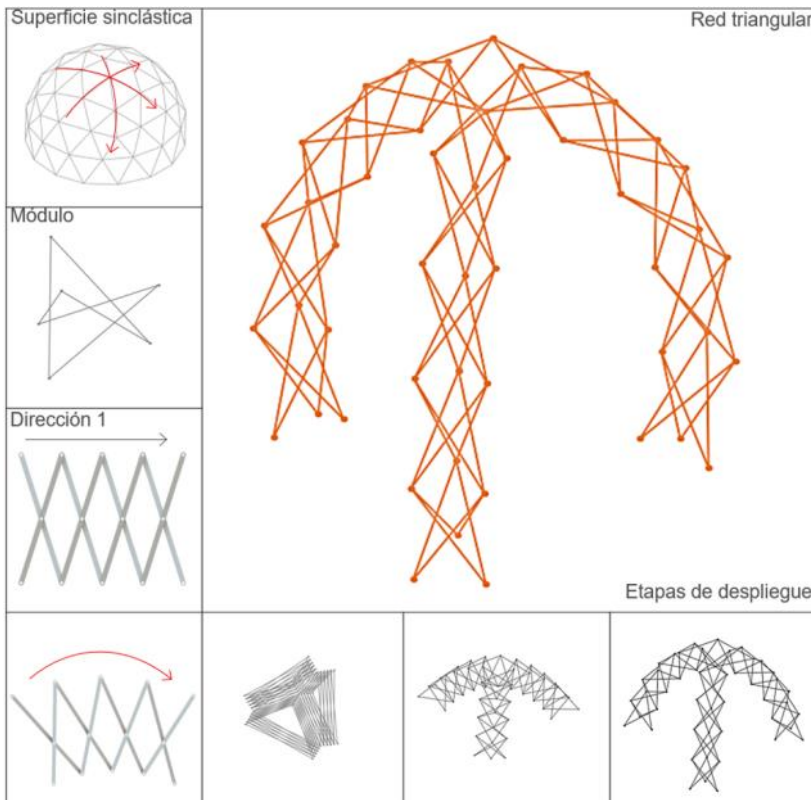 Superficie sinclástica
Red triangular
Módulo
Dirección 1
Etapas de despliegue